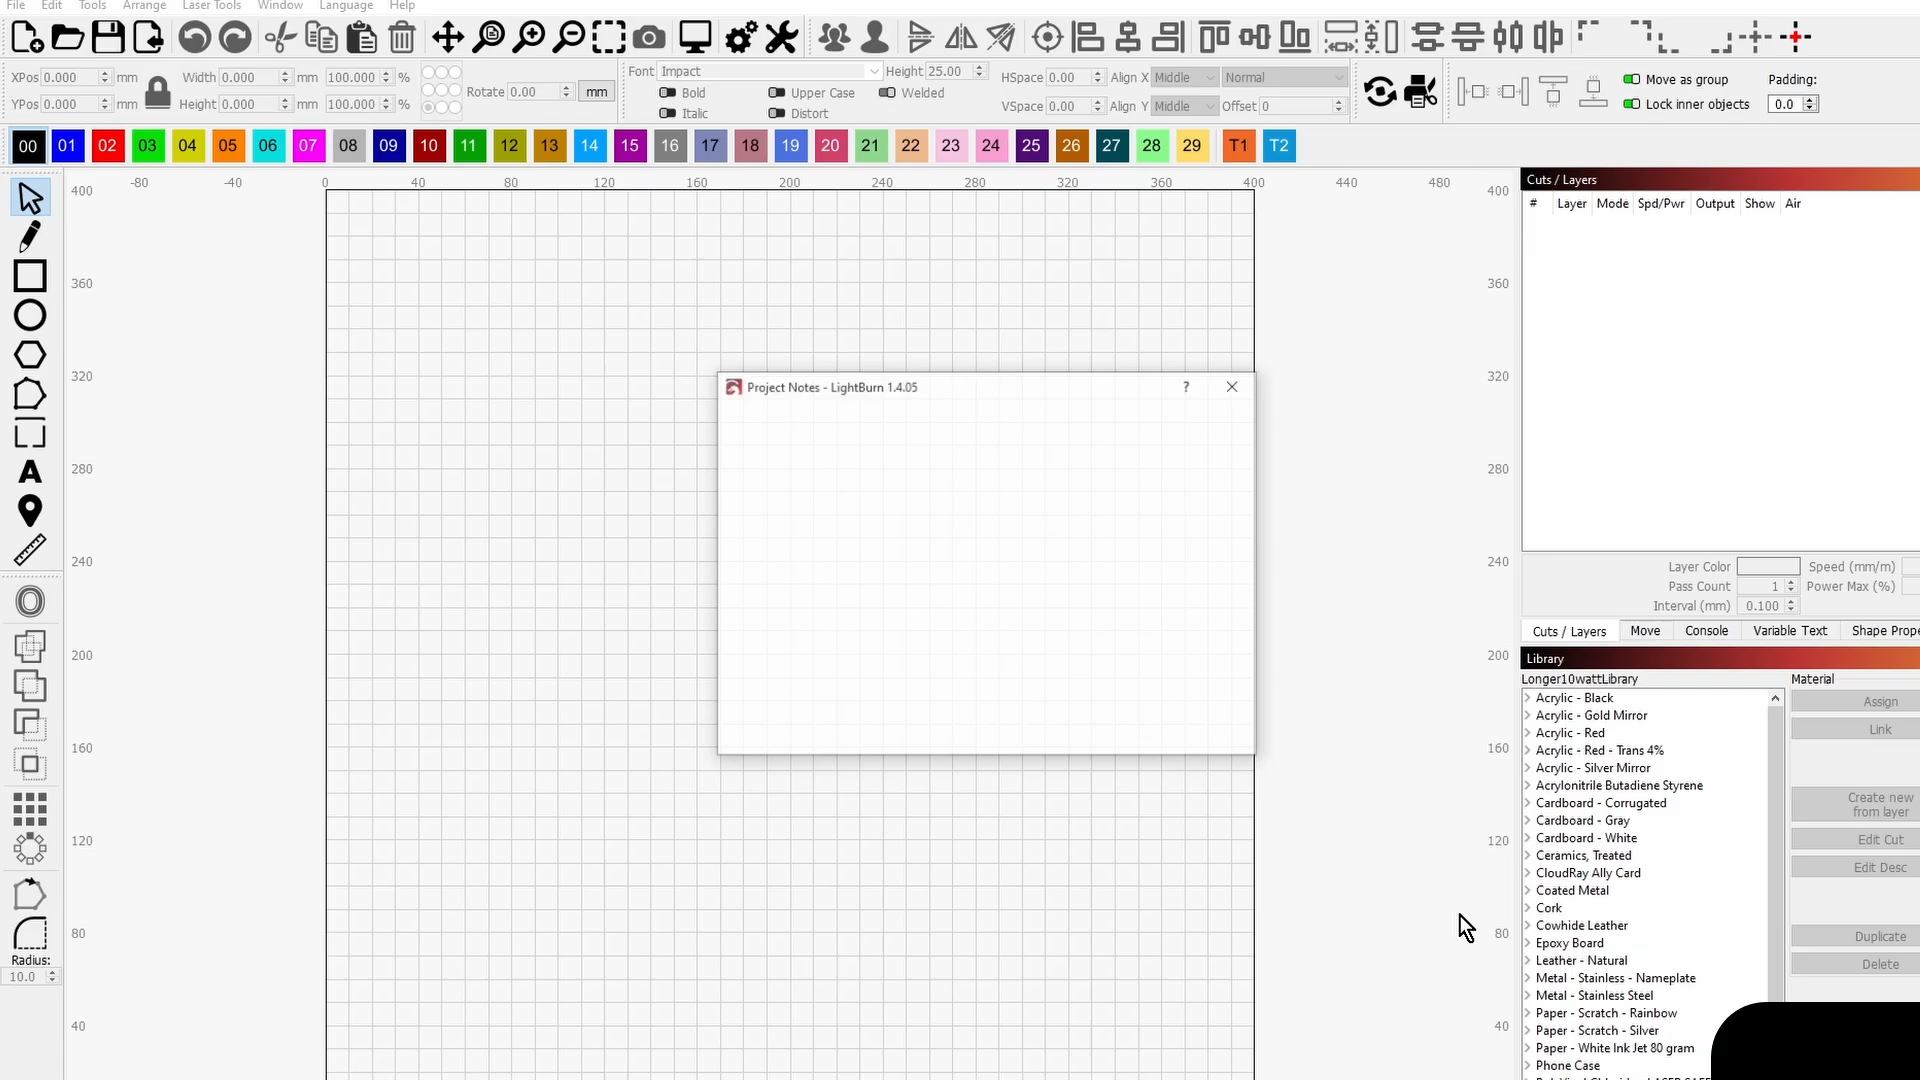 File Edit Tools Arrange Laser Tools Window Language Help
XPos 0.000 mm Width 0.000 mm 100.000 %
YPos 0.000 mm Height 0.000 mm 100.000 %
Rotate 0.00 mm
Font Impact Height 25.00
Bold Upper Case Welded
Italic Distort
HSpace 0.00 Align X Middle Normal
VSpace 0.00 Align Y Middle Offset 0
Move as group
Lock inner objects
Padding:
0.0
00 01 02 03 04 05 06 07 08 09 10 11 12 13 14 15 16 17 18 19 20 21 22 23 24 25 26 27 28 29 T1 T2
-80 -40 0 40 80 120 160 200 240 280 320 360 400 440 480
400 400
360 360
320 320
280 280
240 240
200 200
160 160
120 120
80 80
40 40
A
Radius:
10.0
Project Notes - LightBurn 1.4.05 ?
Cuts / Layers
# Layer Mode Spd/Pwr Output Show Air
Layer Color Speed (mm/m)
Pass Count 1 Power Max (%)
Interval (mm) 0.100
Cuts / Layers Move Console Variable Text Shape Prope
Library
Longer10wattLibrary
Acrylic - Black
Acrylic - Gold Mirror
Acrylic - Red
Acrylic - Red - Trans 4%
Acrylic - Silver Mirror
Acrylonitrile Butadiene Styrene
Cardboard - Corrugated
Cardboard - Gray
Cardboard - White
Ceramics, Treated
CloudRay Ally Card
Coated Metal
Cork
Cowhide Leather
Epoxy Board
Leather - Natural
Metal - Stainless - Nameplate
Metal - Stainless Steel
Paper - Scratch - Rainbow
Paper - Scratch - Silver
Paper - White Ink Jet 80 gram
Phone Case
Material
Assign
Link
Create new
from layer
Edit Cut
Edit Desc
Duplicate
Delete